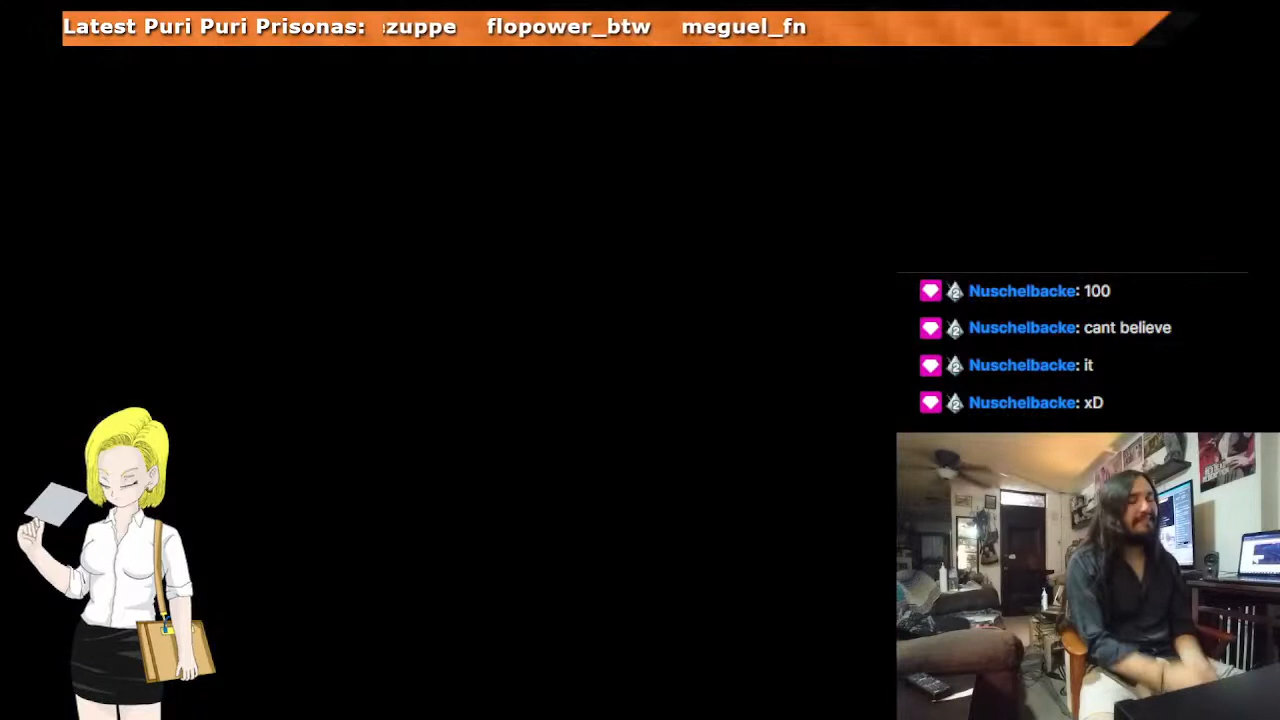 Latest Puri Puri Prisonas: zuppe flopower_btw meguel_fn
Nuschelbacke: 100
Nuschelbacke: cant believe
Nuschelbacke: it
Nuschelbacke: xD